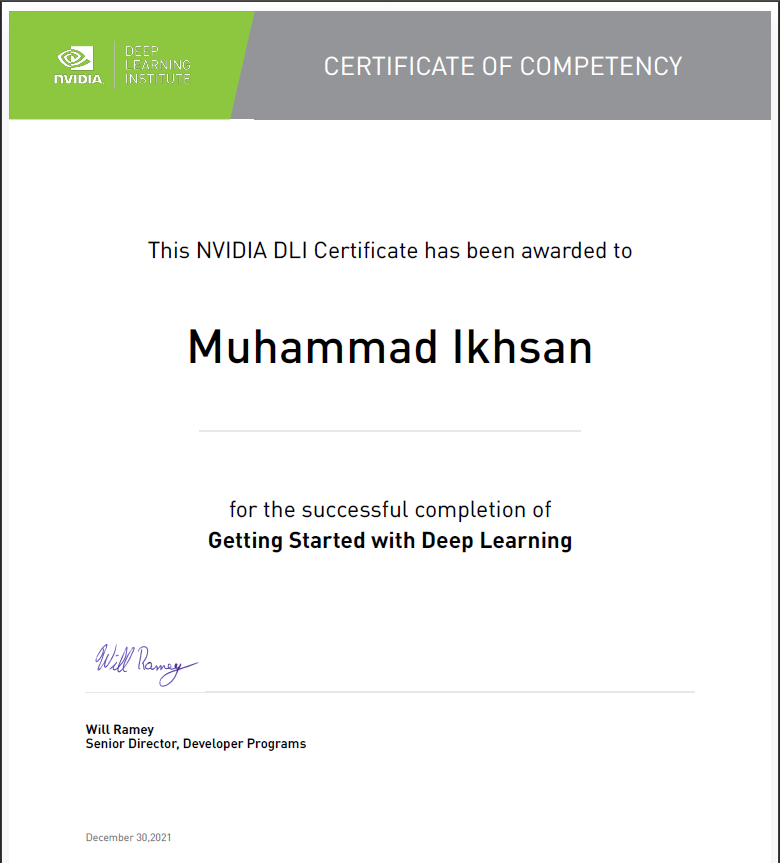 NVIDIA
DEEP
LEARNING
INSTITUTE
CERTIFICATE OF COMPETENCY
This NVIDIA DLI Certificate has been awarded to
Muhammad Ikhsan
for the successful completion of
Getting Started with Deep Learning
Will Ramey
Will Ramey
Senior Director, Developer Programs
December 30,2021